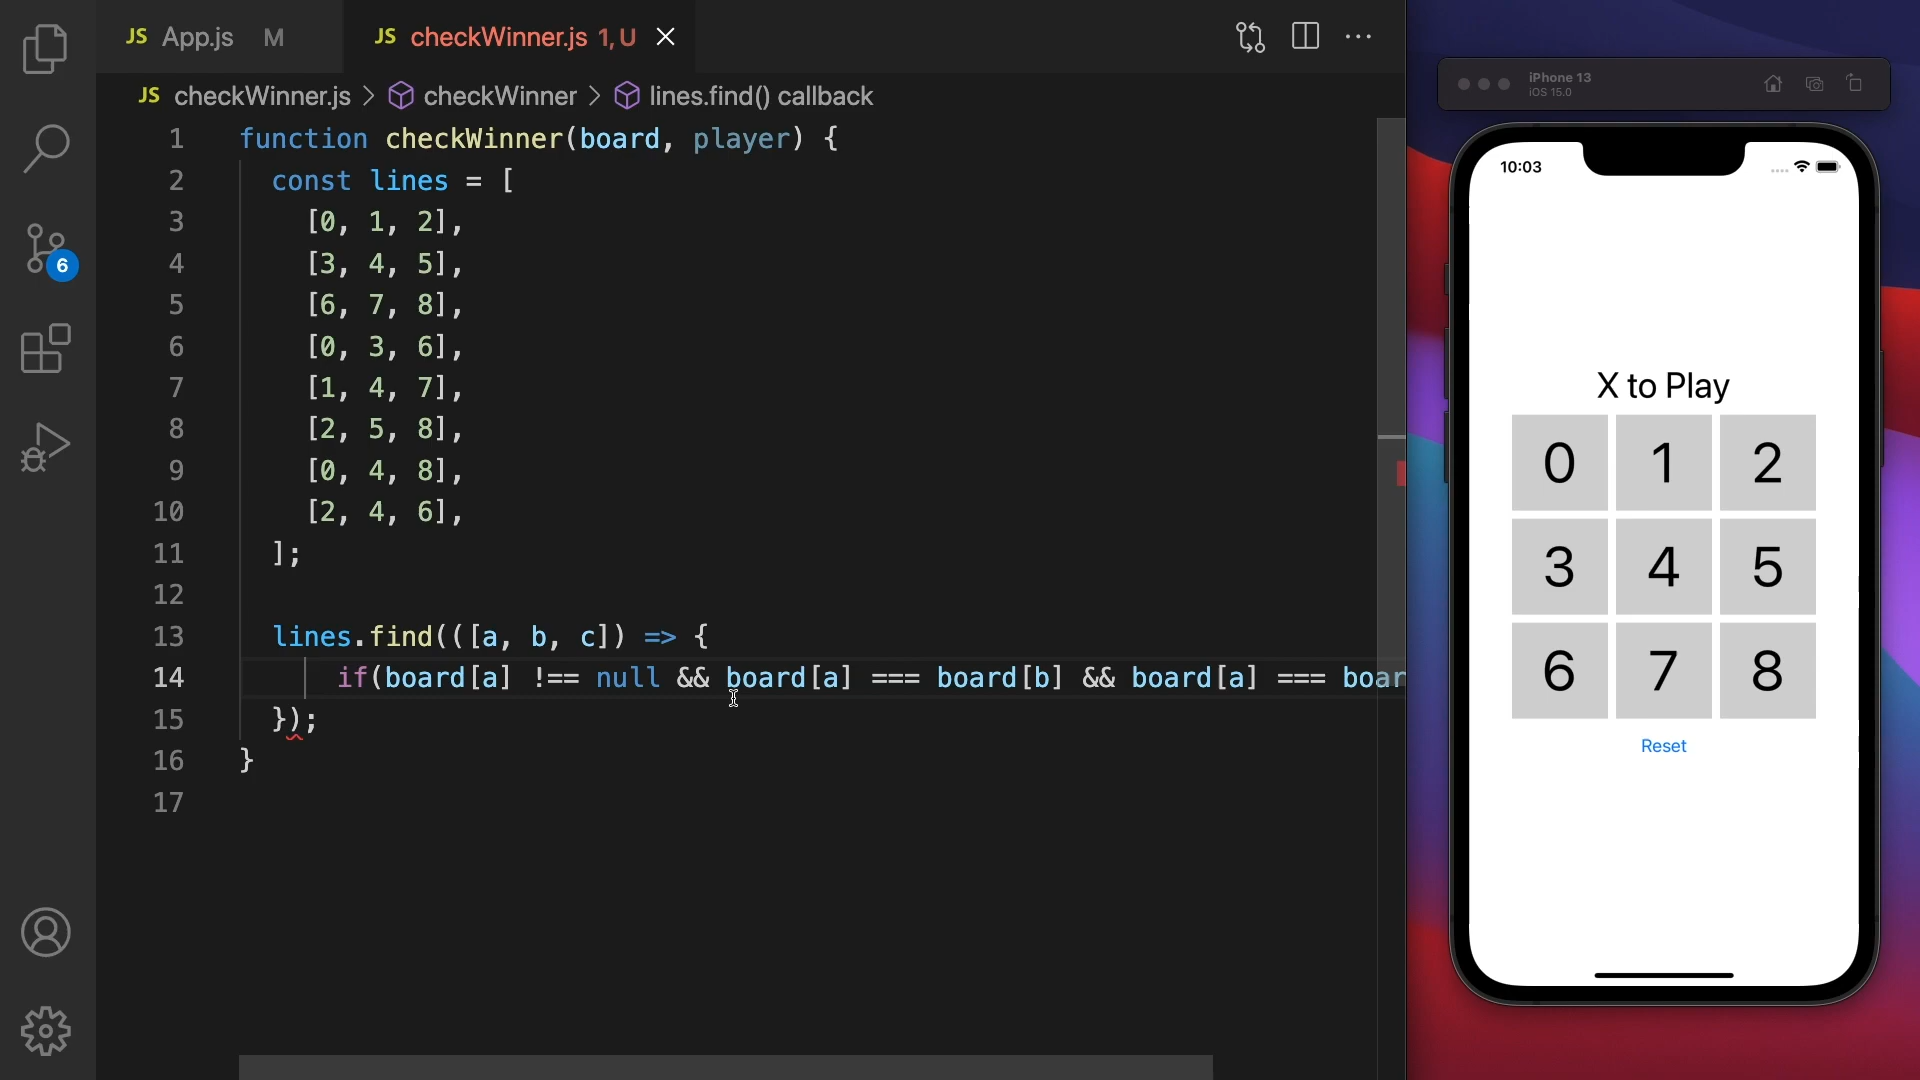 JS App.js M
JS checkWinner.js 1, U
JS checkWinner.js > checkWinner > lines.find() callback
1 function checkWinner(board, player) {
2 const lines = [
3 [0, 1, 2],
4 [3, 4, 5],
5 [6, 7, 8],
6 [0, 3, 6],
7 [1, 4, 7],
8 [2, 5, 8],
9 [0, 4, 8],
10 [2, 4, 6],
11 ];
12
13 lines.find(([a, b, c]) => {
14 if(board[a] !== null && board[a] === board[b] && board[a] === boar
15 });
16 }
17
6
iPhone 13
iOS 15.0
10:03
X to Play
0 1 2
3 4 5
6 7 8
Reset